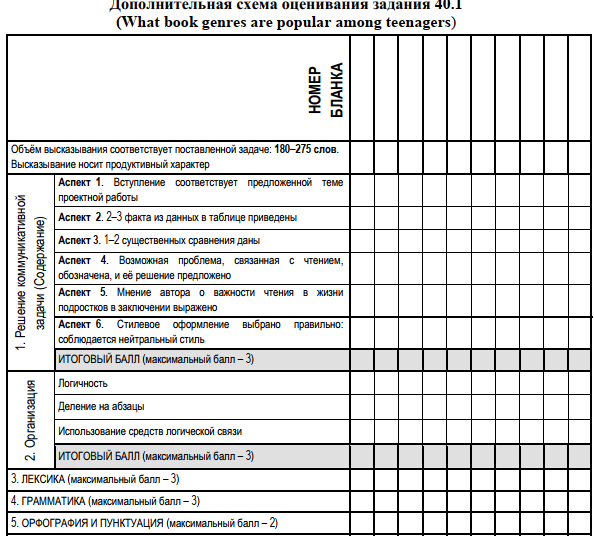 Дополнительная схема оценивания задания 40.1
(What book genres are popular among teenagers)
НОМЕР
БЛАНКА
Объём высказывания соответствует поставленной задаче: 180–275 слов.
Высказывание носит продуктивный характер
1. Решение коммуникативной
задачи (Содержание)
Аспект 1. Вступление соответствует предложенной теме
проектной работы
Аспект 2. 2–3 факта из данных в таблице приведены
Аспект 3. 1–2 существенных сравнения даны
Аспект 4. Возможная проблема, связанная с чтением,
обозначена, и её решение предложено
Аспект 5. Мнение автора о важности чтения в жизни
подростков в заключении выражено
Аспект 6. Стилевое оформление выбрано правильно:
соблюдается нейтральный стиль
ИТОГОВЫЙ БАЛЛ (максимальный балл – 3)
2. Организация
Логичность
Деление на абзацы
Использование средств логической связи
ИТОГОВЫЙ БАЛЛ (максимальный балл – 3)
3. ЛЕКСИКА (максимальный балл – 3)
4. ГРАММАТИКА (максимальный балл – 3)
5. ОРФОГРАФИЯ И ПУНКТУАЦИЯ (максимальный балл – 2)